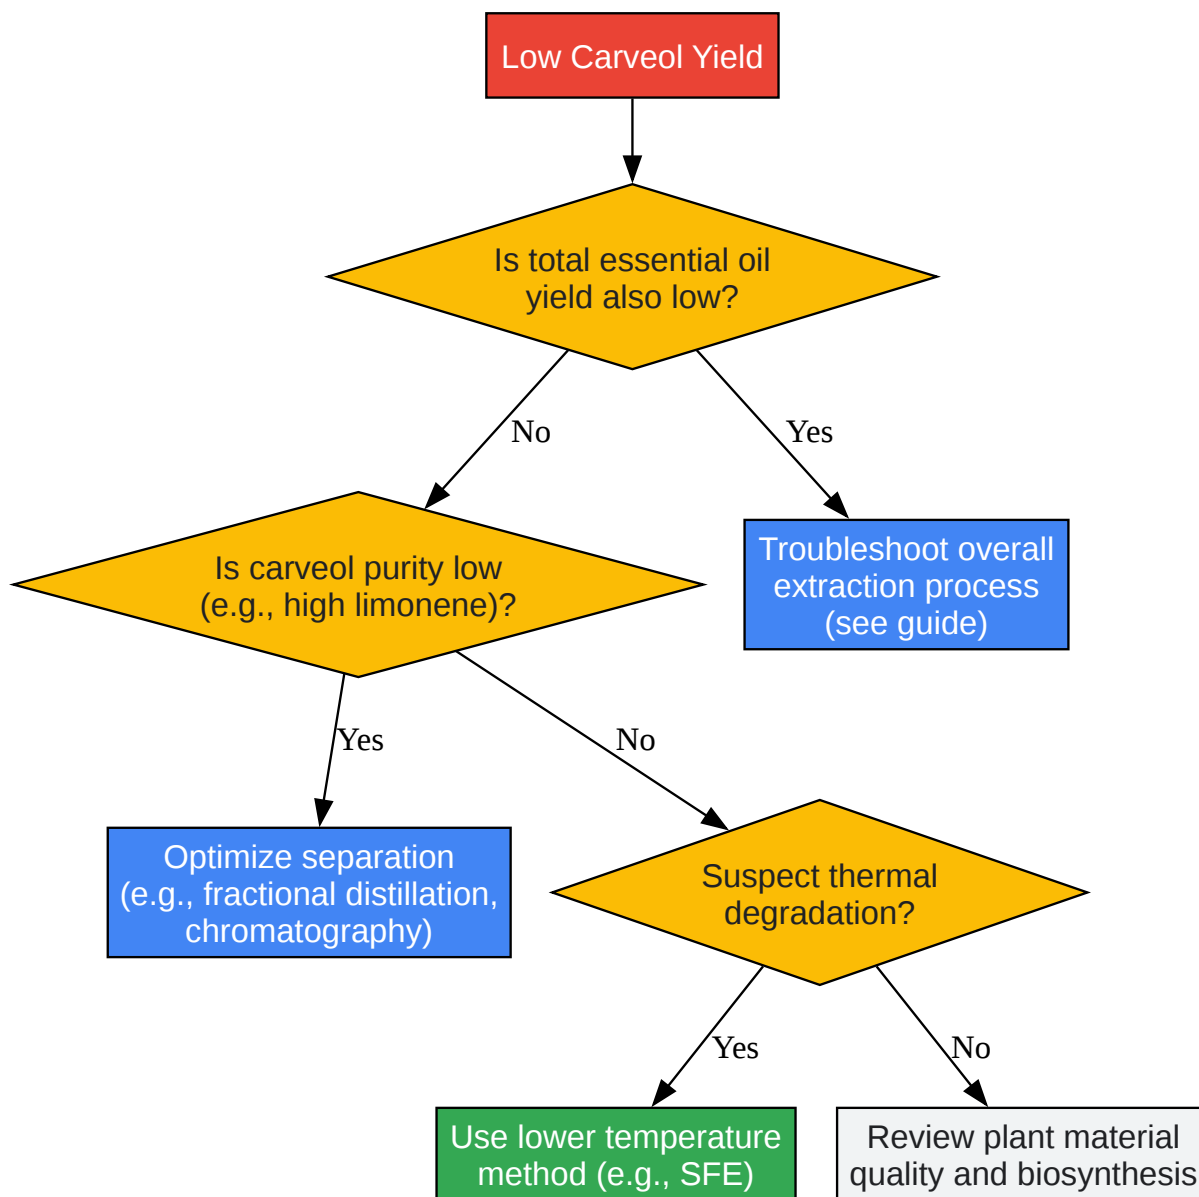 Low Carveol Yield
Is total essential oil
yield also low?
No
Yes
Is carveol purity low
(e.g., high limonene)?
Troubleshoot overall
extraction process
(see guide)
Yes
No
Optimize separation
(e.g., fractional distillation,
chromatography)
Suspect thermal
degradation?
Yes
No
Use lower temperature
method (e.g., SFE)
Review plant material
quality and biosynthesis